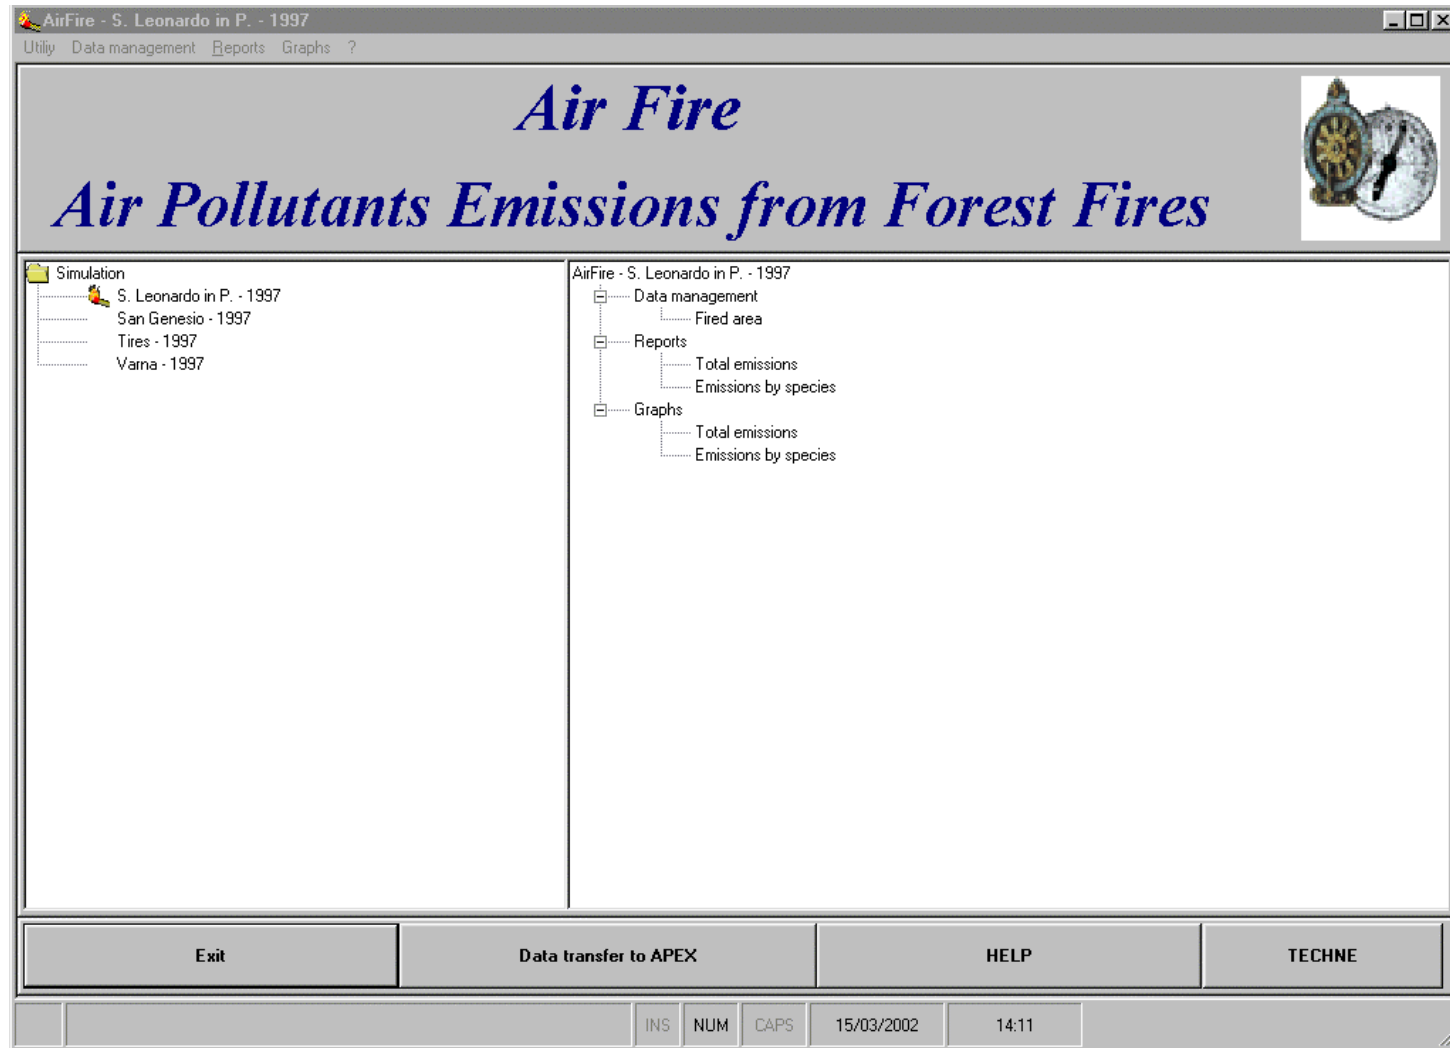 AirFire - S. Leonardo in P. - 1997
Utiliy Data management Reports Graphs ?
Air Fire
Air Pollutants Emissions from Forest Fires
Simulation
S. Leonardo in P. - 1997
San Genesio - 1997
Tires - 1997
Varna - 1997
AirFire - S. Leonardo in P. - 1997
Data management
Fired area
Reports
Total emissions
Emissions by species
Graphs
Total emissions
Emissions by species
Exit Data transfer to APEX HELP TECHNE
INS NUM CAPS 15/03/2002 14:11